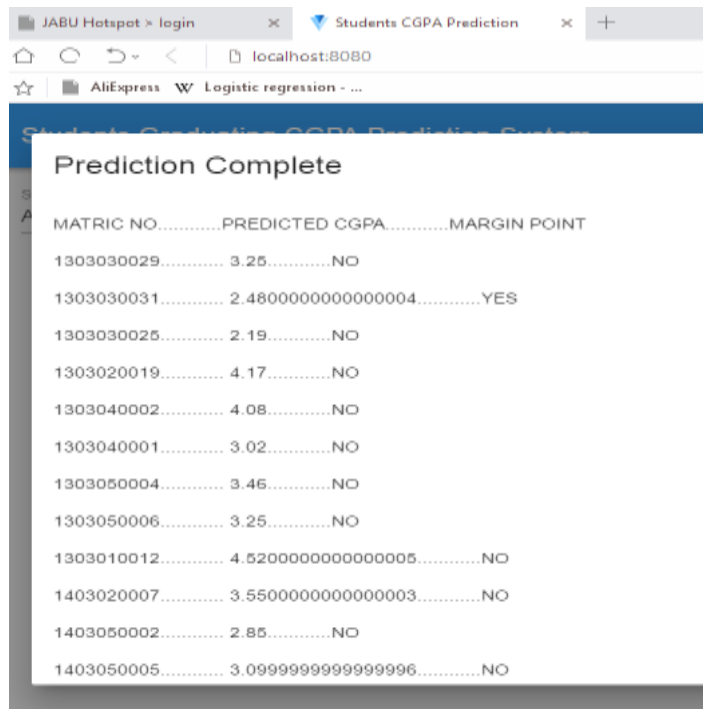 JABU Hotspot > login × Students CGPA Prediction ×
localhost:8080
AliExpress W Logistic regression - ...
Students Graduating CGPA Prediction System
Prediction Complete
S
A
MATRIC NO............PREDICTED CGPA............MARGIN POINT
1303030029............ 3.25............NO
1303030031............ 2.4800000000000004............YES
1303030025............ 2.19............NO
1303020019............ 4.17............NO
1303040002............ 4.08............NO
1303040001............ 3.02............NO
1303050004............ 3.46............NO
1303050006............ 3.25............NO
1303010012............ 4.5200000000000005............NO
1403020007............ 3.5500000000000003............NO
1403050002............ 2.85............NO
1403050005............ 3.0999999999999996............NO